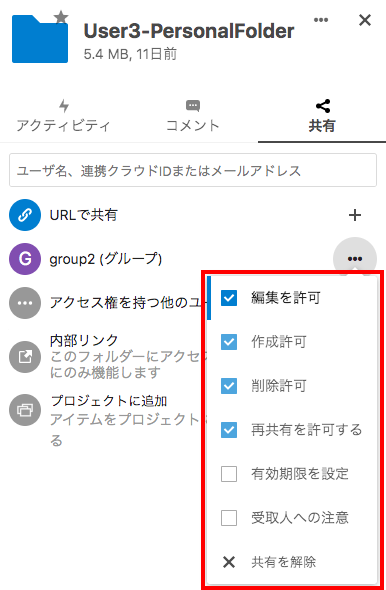 User3-PersonalFolder
5.4 MB, 11日前
アクティビティ
コメント
共有
ユーザ名、連携クラウドIDまたはメールアドレス
URLで共有
G
group2 (グループ)
アクセス権を持つ他のユー
内部リンク
このフォルダーにアクセス
にのみ機能します
プロジェクトに追加
アイテムをプロジェクト
る
編集を許可
作成許可
削除許可
再共有を許可する
有効期限を設定
受取人への注意
共有を解除